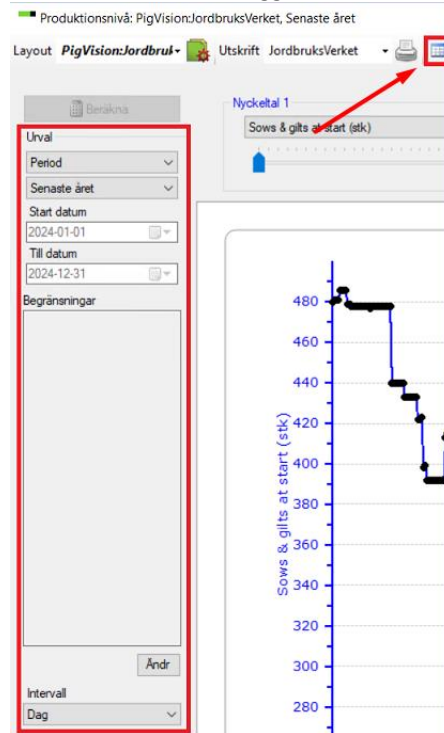 Produktionsnivå: PigVision:JordbruksVerket, Senaste året
Layout PigVision:Jordbruk Utskrift JordbruksVerket
Beräkna
Nyckeltal 1
Sows & gilts at start (stk)
Urval
Period
Senaste året
Start datum
2024-01-01
Till datum
2024-12-31
Begränsningar
Ändr
Intervall
Dag
Sows & gilts at start (stk)
480
460
440
420
400
380
360
340
320
300
280